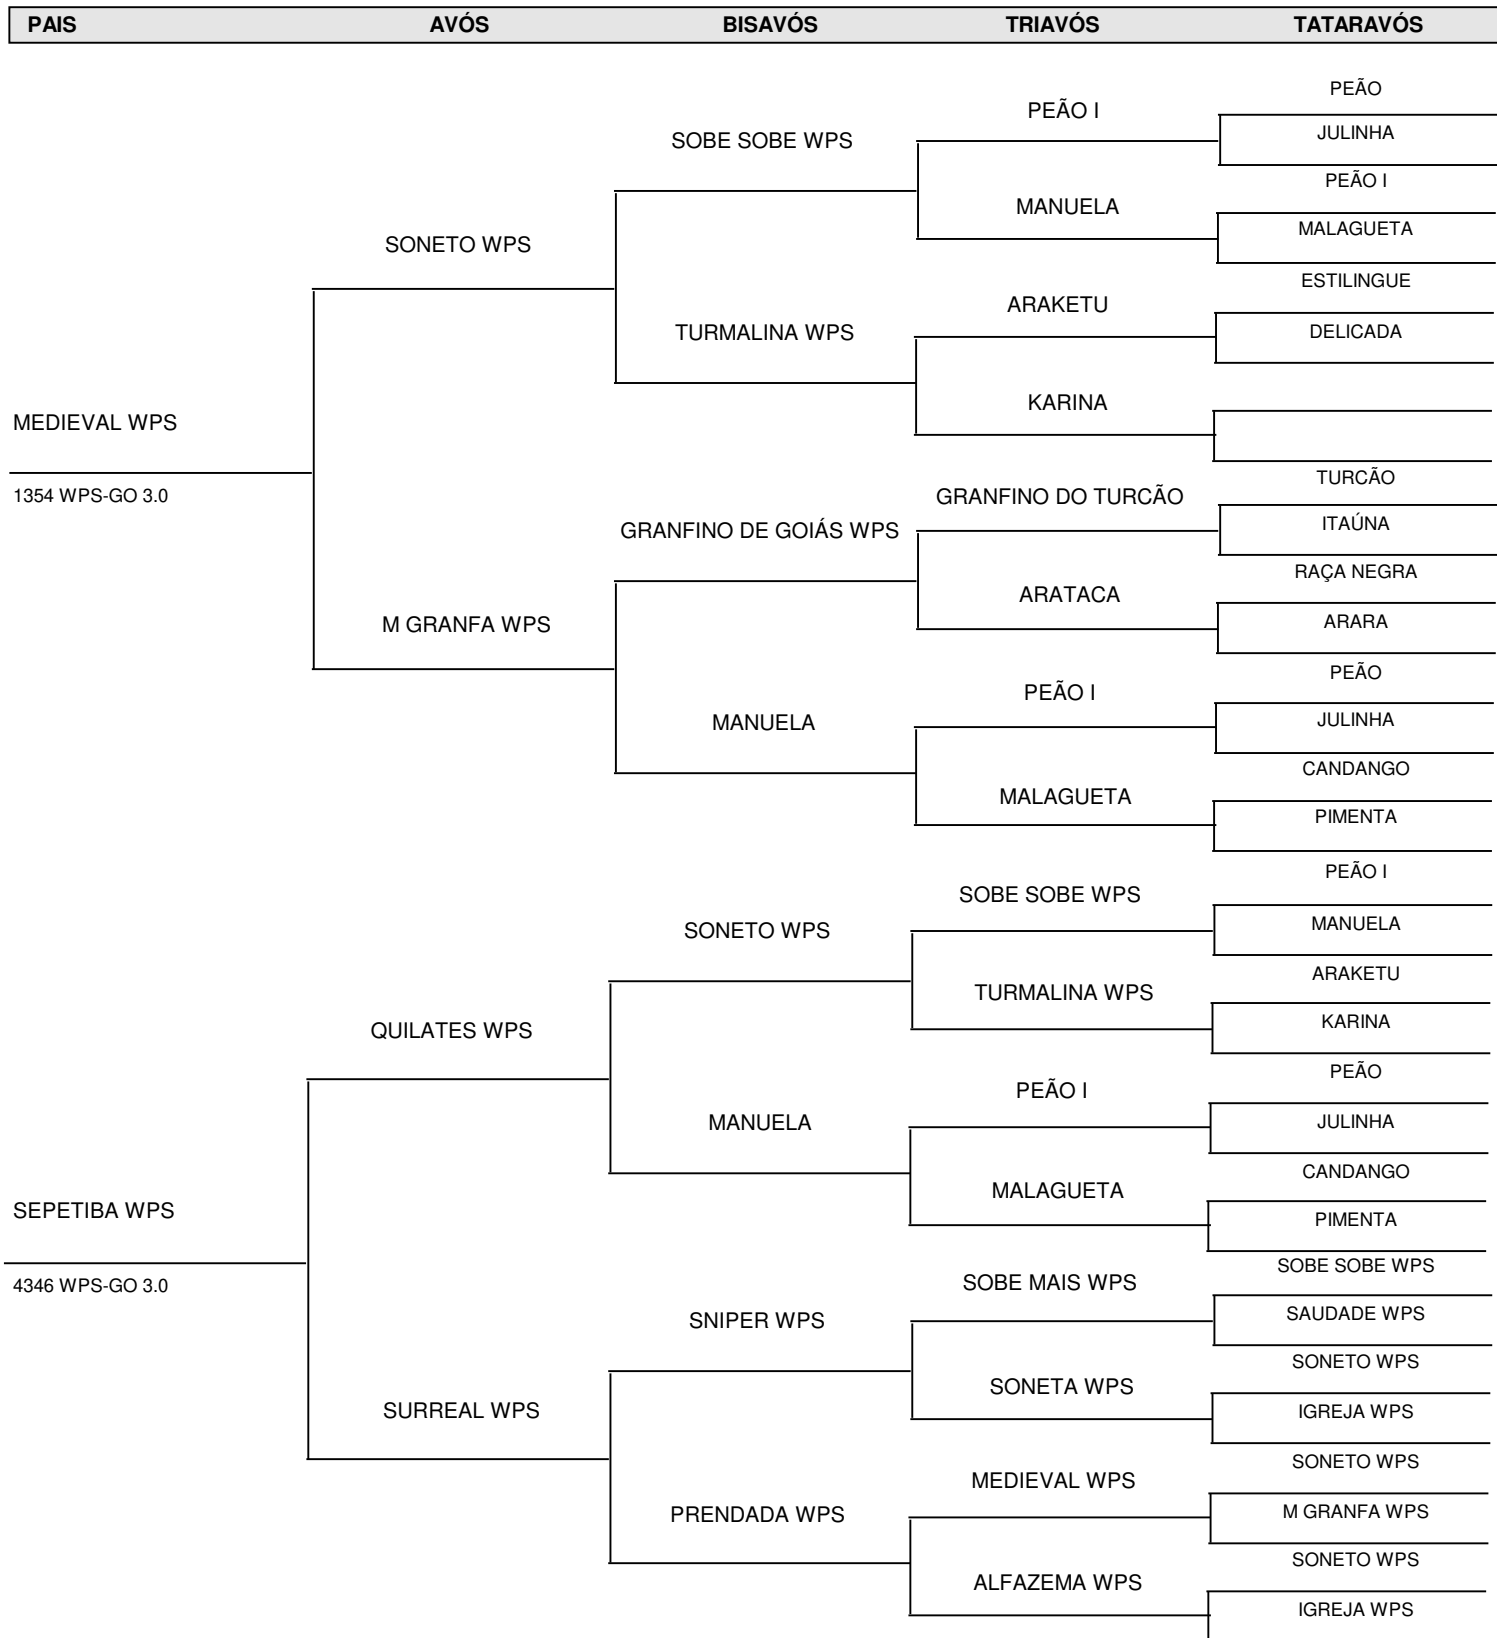 PAIS AVÓS BISAVÓS TRIAVÓS TATARAVÓS
PEÃO
PEÃO I
JULINHA
SOBE SOBE WPS
PEÃO I
MANUELA
MALAGUETA
SONETO WPS
ESTILINGUE
ARAKETU
TURMALINA WPS
DELICADA
KARINA
MEDIEVAL WPS
TURCÃO
1354 WPS-GO 3.0
GRANFINO DO TURCÃO
ITAÚNA
GRANFINO DE GOIÁS WPS
RAÇA NEGRA
ARATACA
ARARA
M GRANFA WPS
PEÃO
PEÃO I
JULINHA
MANUELA
CANDANGO
MALAGUETA
PIMENTA
PEÃO I
SOBE SOBE WPS
MANUELA
SONETO WPS
ARAKETU
TURMALINA WPS
KARINA
QUILATES WPS
PEÃO
PEÃO I
JULINHA
MANUELA
CANDANGO
MALAGUETA
SEPETIBA WPS
PIMENTA
SOBE SOBE WPS
4346 WPS-GO 3.0
SOBE MAIS WPS
SAUDADE WPS
SNIPER WPS
SONETO WPS
SONETA WPS
SURREAL WPS
IGREJA WPS
SONETO WPS
MEDIEVAL WPS
M GRANFA WPS
PRENDADA WPS
SONETO WPS
ALFAZEMA WPS
IGREJA WPS